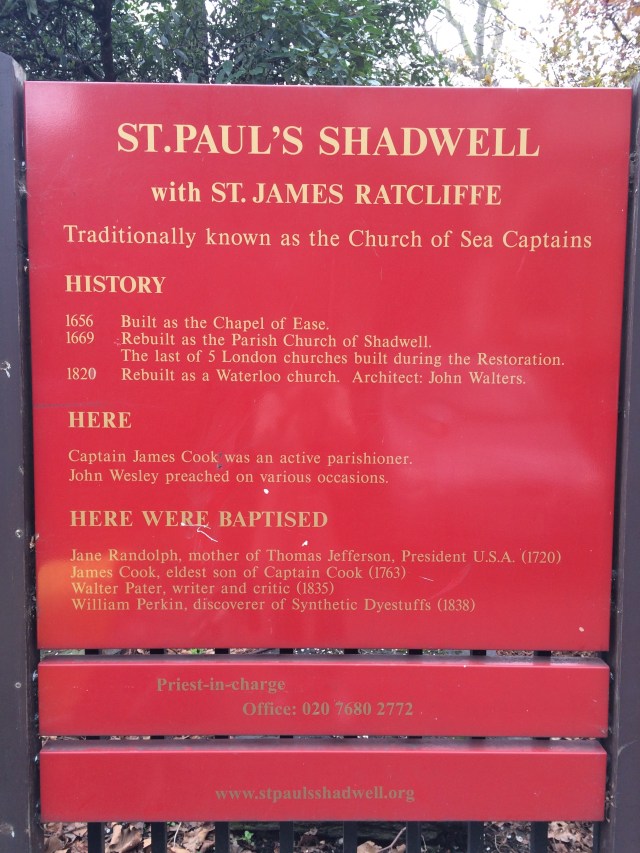 ST.PAUL'S SHADWELL
with ST. JAMES RATCLIFFE
Traditionally known as the Church of Sea Captains
HISTORY
1656 Built as the Chapel of Ease.
1669 Rebuilt as the Parish Church of Shadwell.
The last of 5 London churches built during the Restoration.
1820 Rebuilt as a Waterloo church. Architect: John Walters.
HERE
Captain James Cook was an active parishioner.
John Wesley preached on various occasions.
HERE WERE BAPTISED
Jane Randolph, mother of Thomas Jefferson, President U.S.A. (1720)
James Cook, eldest son of Captain Cook (1763)
Walter Pater, writer and critic (1835)
William Perkin, discoverer of Synthetic Dyestuffs (1838)
Priest-in-charge
Office: 020 7680 2772
www.stpaulsshadwell.org